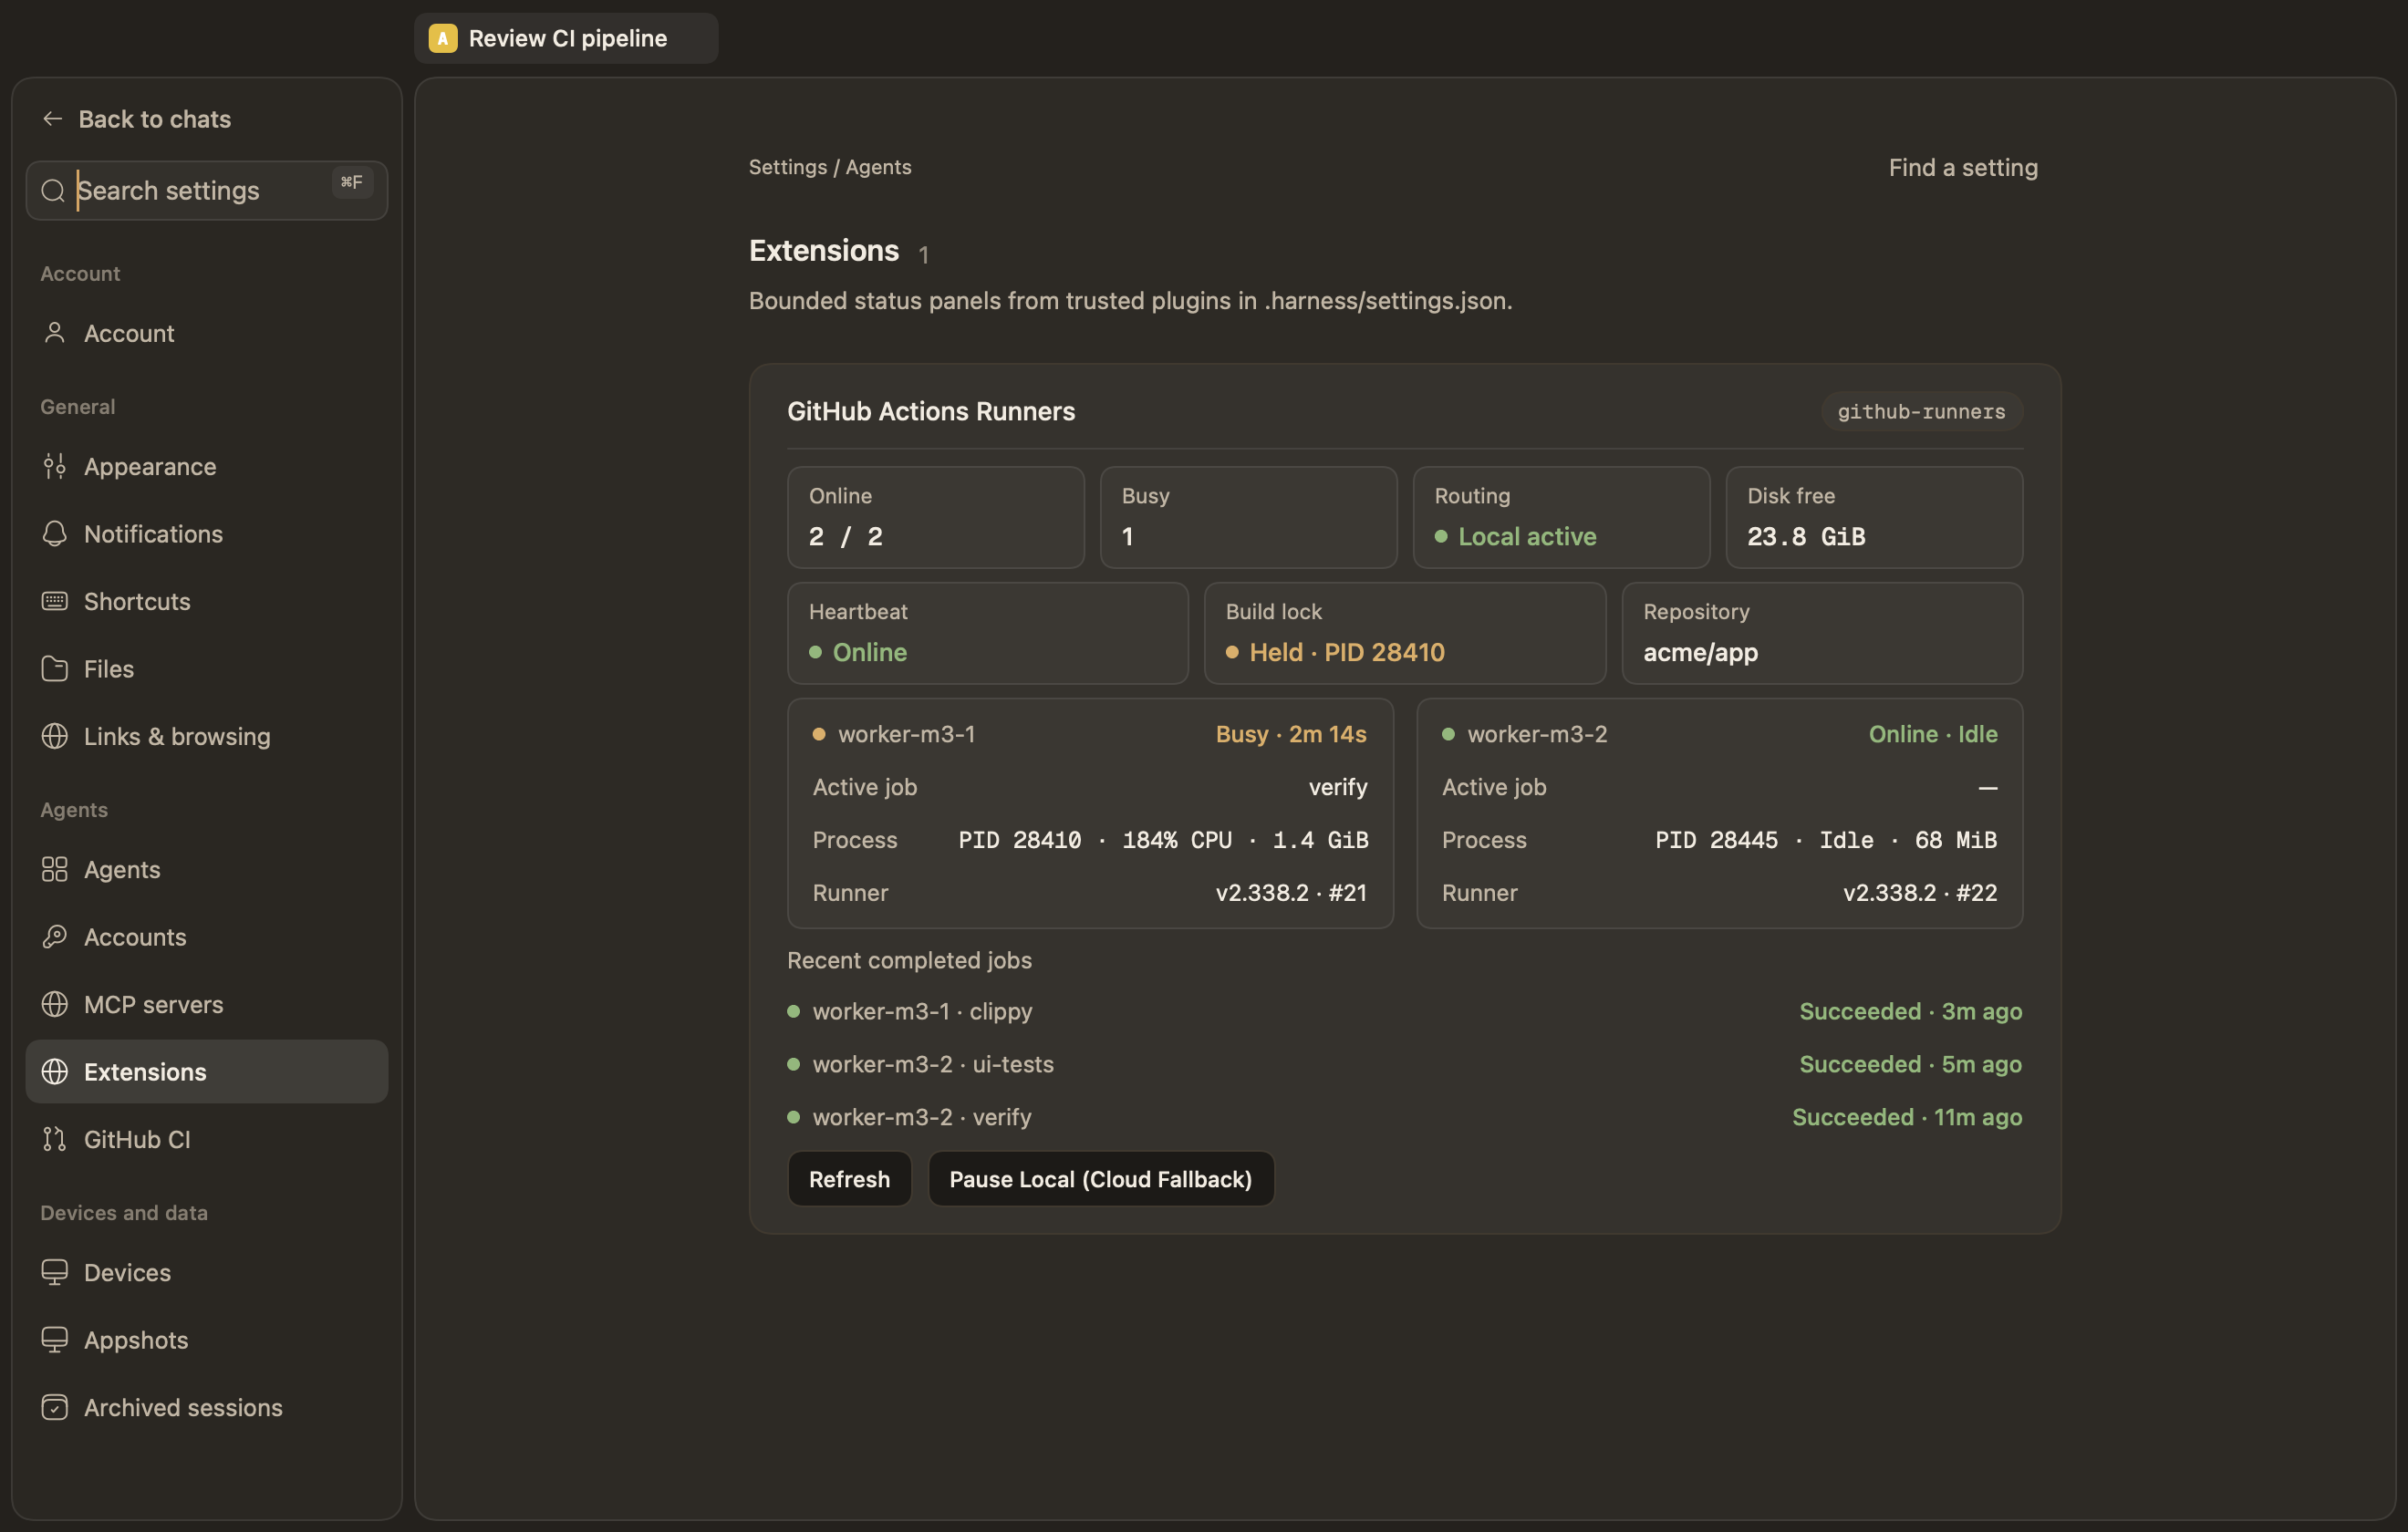 A Review CI pipeline
Back to chats
Search settings ⌘F
Account
Account
General
Appearance
Notifications
Shortcuts
Files
Links & browsing
Agents
Agents
Accounts
MCP servers
Extensions
GitHub CI
Devices and data
Devices
Appshots
Archived sessions
Settings / Agents
Find a setting
Extensions 1
Bounded status panels from trusted plugins in .harness/settings.json.
GitHub Actions Runners
github-runners
Online
2 / 2
Busy
1
Routing
Local active
Disk free
23.8 GiB
Heartbeat
Online
Build lock
Held · PID 28410
Repository
acme/app
worker-m3-1 Busy · 2m 14s
Active job verify
Process PID 28410 · 184% CPU · 1.4 GiB
Runner v2.338.2 · #21
worker-m3-2 Online · Idle
Active job —
Process PID 28445 · Idle · 68 MiB
Runner v2.338.2 · #22
Recent completed jobs
worker-m3-1 · clippy Succeeded · 3m ago
worker-m3-2 · ui-tests Succeeded · 5m ago
worker-m3-2 · verify Succeeded · 11m ago
Refresh
Pause Local (Cloud Fallback)